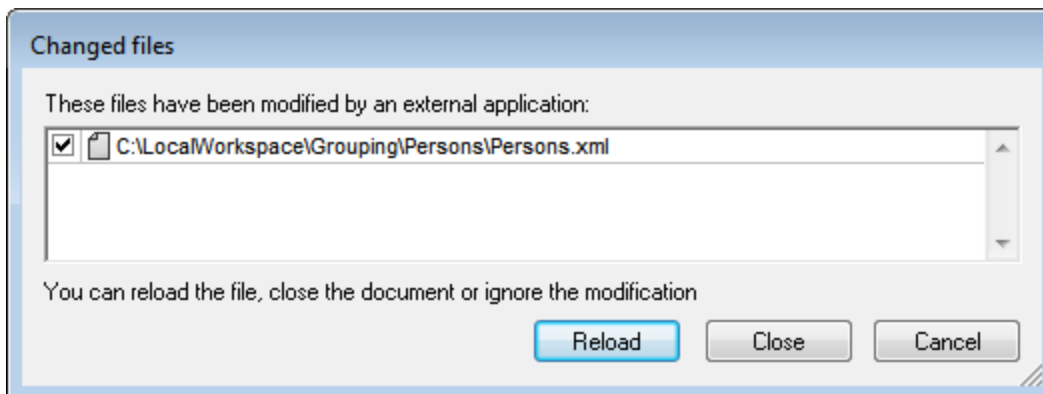 Changed files
These files have been modified by an external application:
C:\LocalWorkspace\Grouping\Persons\Persons.xml
You can reload the file, close the document or ignore the modification
Reload Close Cancel